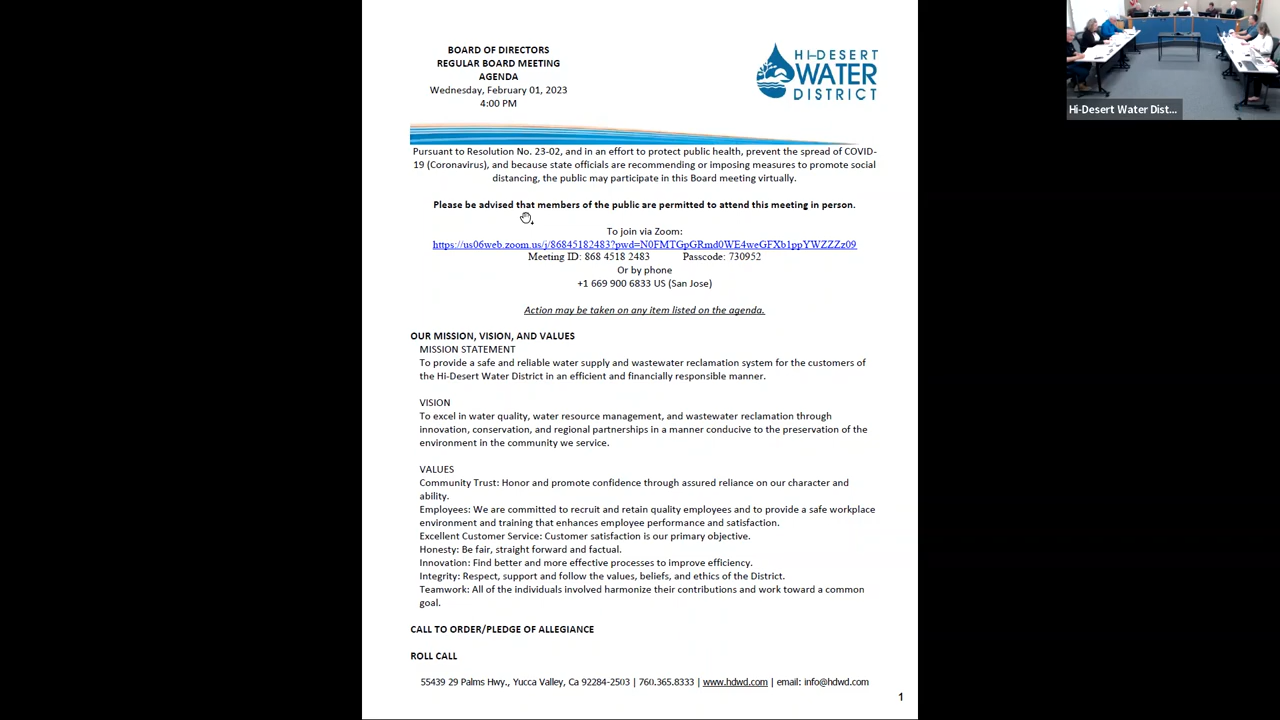 BOARD OF DIRECTORS
REGULAR BOARD MEETING
AGENDA
Wednesday, February 01, 2023
4:00 PM
HI-DESERT
WATER
DISTRICT
Hi-Desert Water Dist...
Pursuant to Resolution No. 23-02, and in an effort to protect public health, prevent the spread of COVID-
19 (Coronavirus), and because state officials are recommending or imposing measures to promote social
distancing, the public may participate in this Board meeting virtually.
Please be advised that members of the public are permitted to attend this meeting in person.
To join via Zoom:
https://us06web.zoom.us/j/86845182483?pwd=N0FMTGpGRmd0WE4weGFXb1ppYWZZZz09
Meeting ID: 868 4518 2483 Passcode: 730952
Or by phone
+1 669 900 6833 US (San Jose)
Action may be taken on any item listed on the agenda.
OUR MISSION, VISION, AND VALUES
MISSION STATEMENT
To provide a safe and reliable water supply and wastewater reclamation system for the customers of
the Hi-Desert Water District in an efficient and financially responsible manner.
VISION
To excel in water quality, water resource management, and wastewater reclamation through
innovation, conservation, and regional partnerships in a manner conducive to the preservation of the
environment in the community we service.
VALUES
Community Trust: Honor and promote confidence through assured reliance on our character and
ability.
Employees: We are committed to recruit and retain quality employees and to provide a safe workplace
environment and training that enhances employee performance and satisfaction.
Excellent Customer Service: Customer satisfaction is our primary objective.
Honesty: Be fair, straight forward and factual.
Innovation: Find better and more effective processes to improve efficiency.
Integrity: Respect, support and follow the values, beliefs, and ethics of the District.
Teamwork: All of the individuals involved harmonize their contributions and work toward a common
goal.
CALL TO ORDER/PLEDGE OF ALLEGIANCE
ROLL CALL
55439 29 Palms Hwy., Yucca Valley, Ca 92284-2503 | 760.365.8333 | www.hdwd.com | email: info@hdwd.com
1